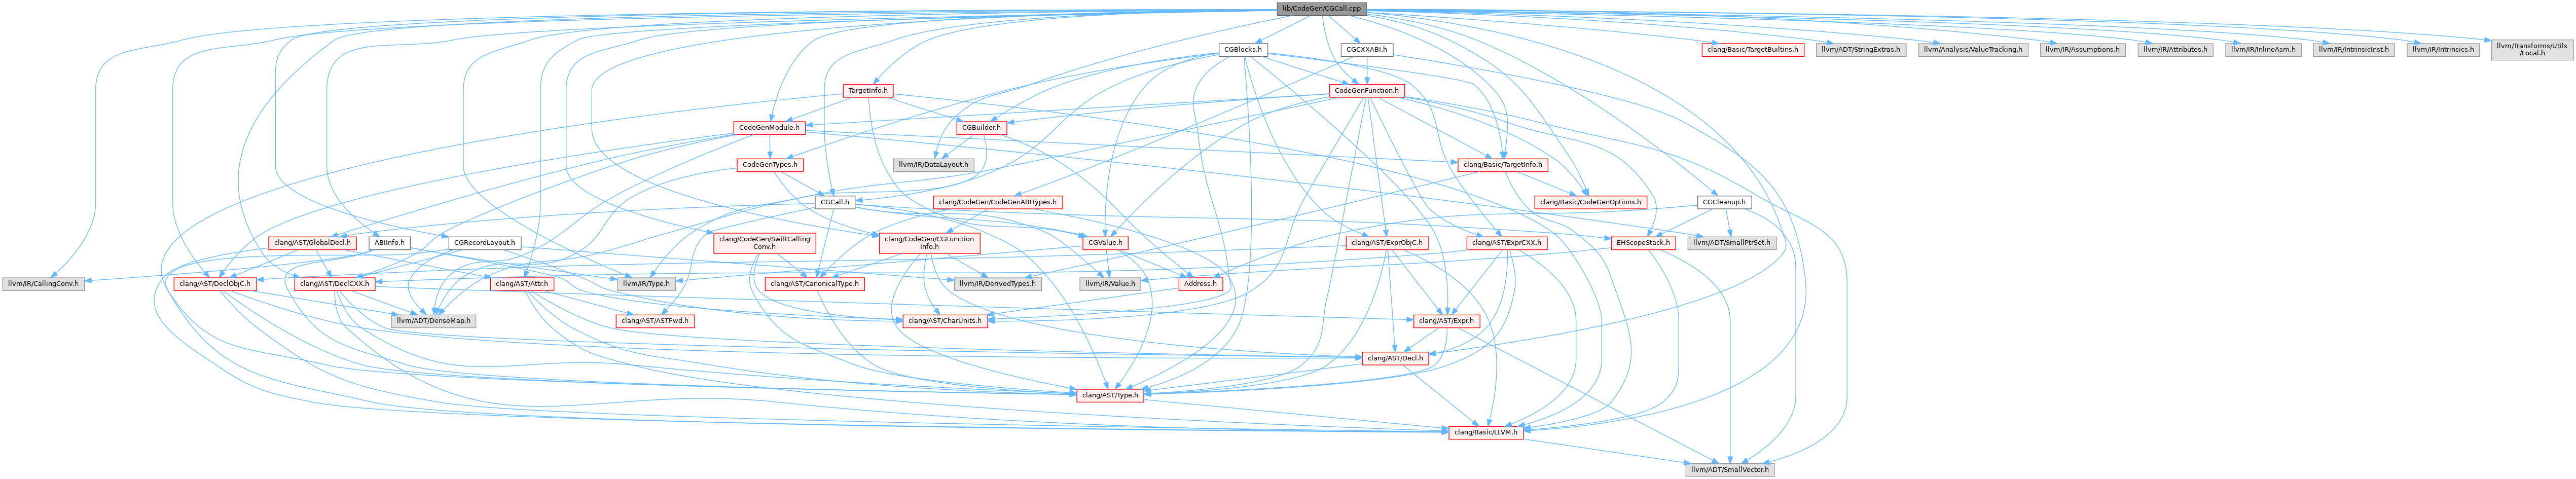 lib/CodeGen/CGCall.cpp
CGBlocks.h
CGCXXABI.h
clang/Basic/TargetBuiltins.h
llvm/ADT/StringExtras.h
llvm/Analysis/ValueTracking.h
llvm/IR/Assumptions.h
llvm/IR/Attributes.h
llvm/IR/InlineAsm.h
llvm/IR/IntrinsicInst.h
llvm/IR/Intrinsics.h
llvm/Transforms/Utils
/Local.h
TargetInfo.h
CodeGenFunction.h
CodeGenModule.h
CGBuilder.h
CodeGenTypes.h
llvm/IR/DataLayout.h
clang/Basic/TargetInfo.h
CGCall.h
clang/CodeGen/CodeGenABITypes.h
clang/Basic/CodeGenOptions.h
CGCleanup.h
clang/AST/GlobalDecl.h
ABIInfo.h
CGRecordLayout.h
clang/CodeGen/SwiftCalling
Conv.h
clang/CodeGen/CGFunction
Info.h
CGValue.h
clang/AST/ExprObjC.h
clang/AST/ExprCXX.h
EHScopeStack.h
llvm/ADT/SmallPtrSet.h
llvm/IR/CallingConv.h
clang/AST/DeclObjC.h
clang/AST/DeclCXX.h
clang/AST/Attr.h
llvm/IR/Type.h
clang/AST/CanonicalType.h
llvm/IR/DerivedTypes.h
llvm/IR/Value.h
Address.h
llvm/ADT/DenseMap.h
clang/AST/ASTFwd.h
clang/AST/CharUnits.h
clang/AST/Expr.h
clang/AST/Decl.h
clang/AST/Type.h
clang/Basic/LLVM.h
llvm/ADT/SmallVector.h